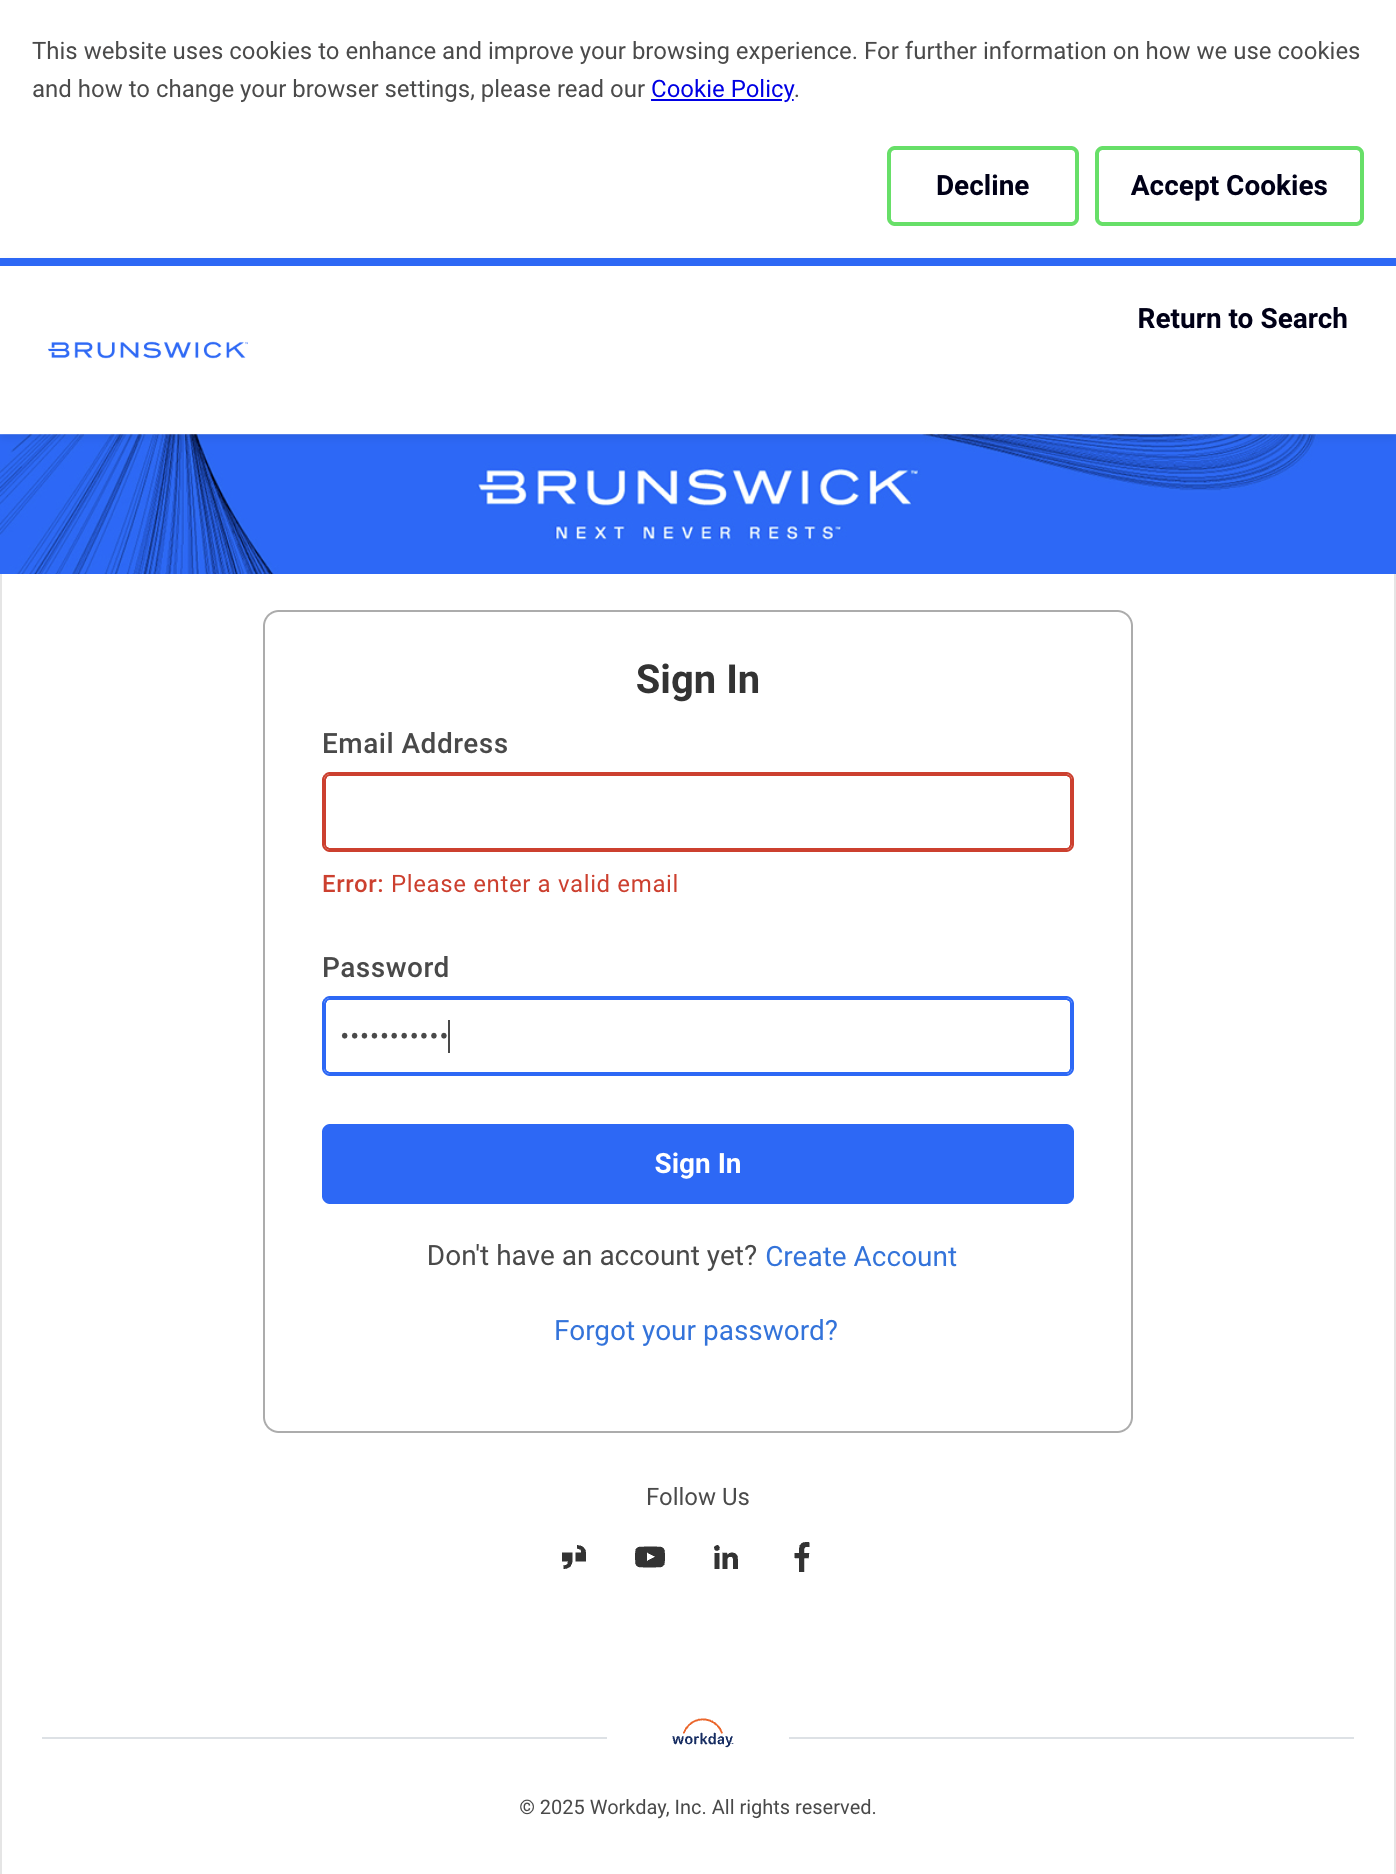 This website uses cookies to enhance and improve your browsing experience. For further information on how we use cookies
and how to change your browser settings, please read our Cookie Policy.
Decline
Accept Cookies
Return to Search
BRUNSWICK™
BRUNSWICK™
NEXT NEVER RESTS™
Sign In
Email Address
Error: Please enter a valid email
Password
•••••••••••
Sign In
Don't have an account yet? Create Account
Forgot your password?
Follow Us
workday
© 2025 Workday, Inc. All rights reserved.